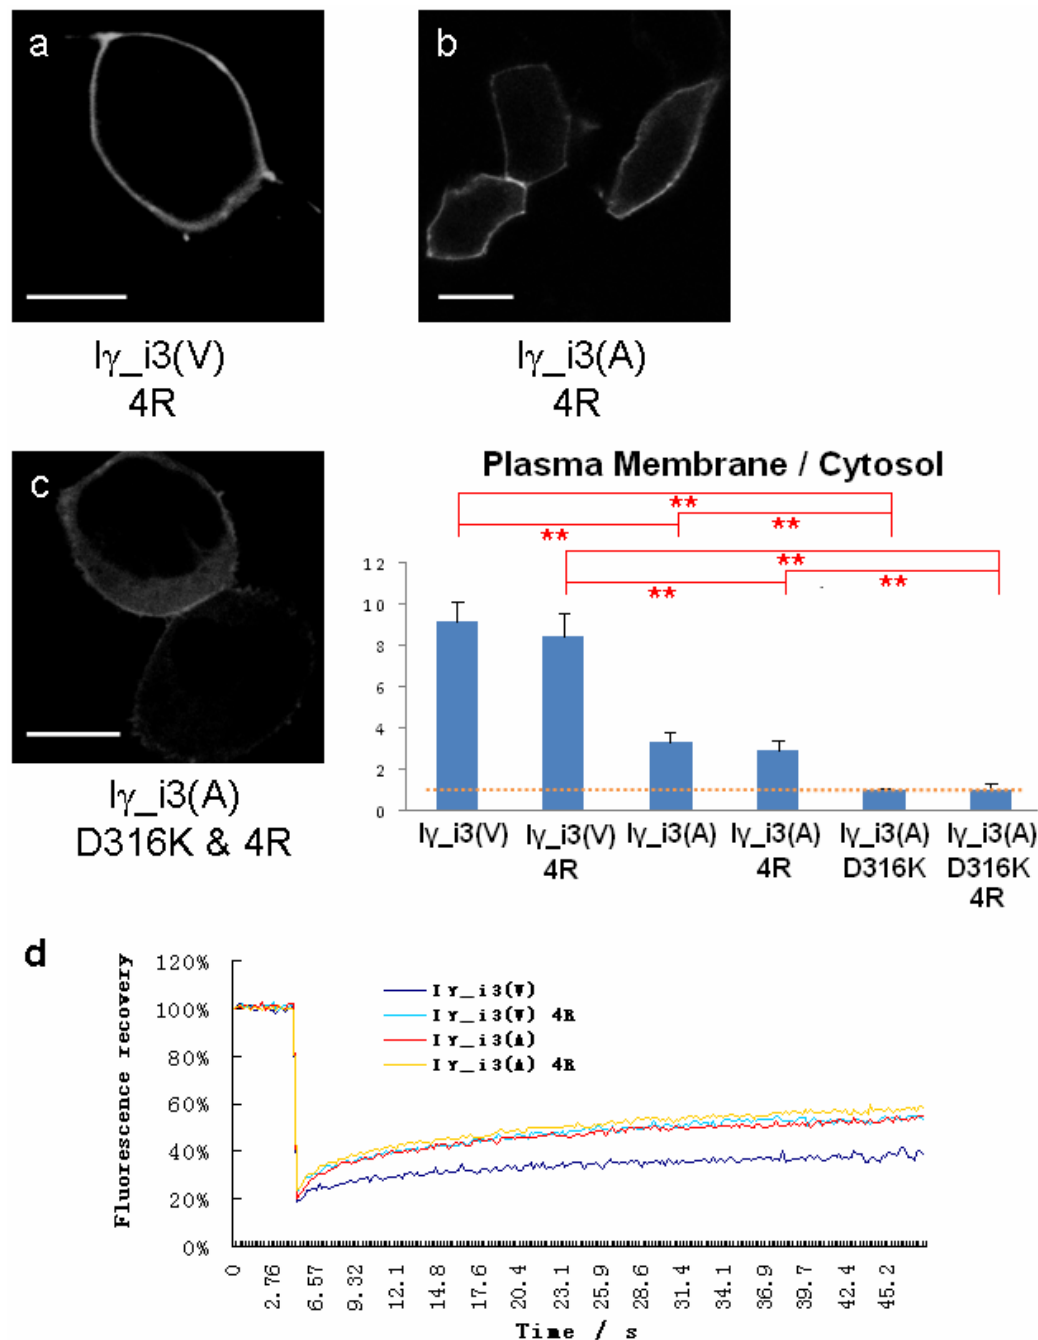 a
b
Iγ_i3(V)
4R
Iγ_i3(A)
4R
c
Iγ_i3(A)
D316K & 4R
Plasma Membrane / Cytosol
**
**
**
**
**
**
12
10
8
6
4
2
0
Iγ_i3(V)
Iγ_i3(V)
4R
Iγ_i3(A)
Iγ_i3(A)
4R
Iγ_i3(A)
D316K
Iγ_i3(A)
D316K
4R
d
Fluorescence recovery
120%
100%
80%
60%
40%
20%
0%
Iγ_i3(V)
Iγ_i3(V) 4R
Iγ_i3(A)
Iγ_i3(A) 4R
0 2.76 6.57 9.32 12.1 14.8 17.6 20.4 23.1 25.9 28.6 31.4 34.1 36.9 39.7 42.4 45.2
Time / s